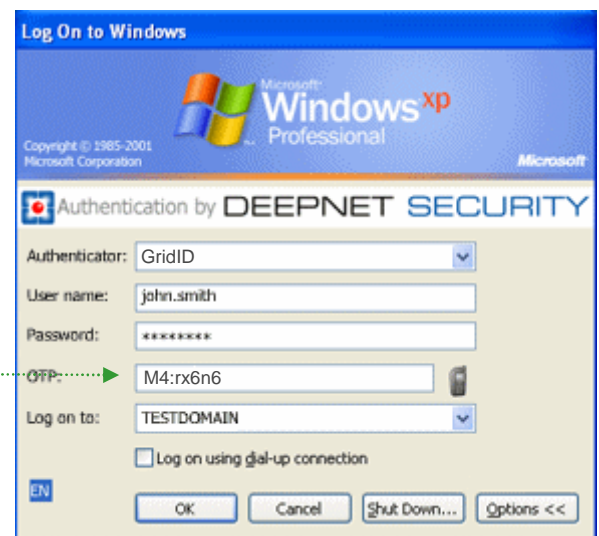 Log On to Windows
Microsoft®
Windows xp
Professional
Copyright © 1985-2001
Microsoft Corporation
Microsoft
Authentication by DEEPNET SECURITY
Authenticator: GridID
User name: john.smith
Password: ********
OTP: M4:rx6n6
Log on to: TESTDOMAIN
Log on using dial-up connection
EN
OK Cancel Shut Down... Options <<